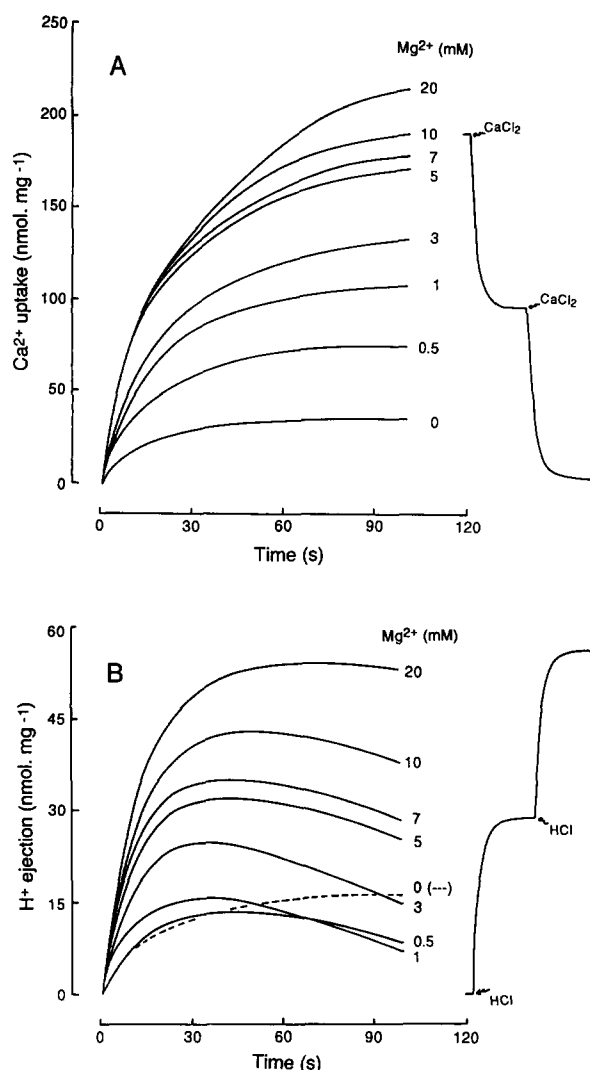 A
Mg2+ (mM)
250
200
150
100
50
0
Ca2+ uptake (nmol. mg -1)
20
10
7
5
3
1
0.5
0
CaCl2
CaCl2
0 30 60 90 120
Time (s)
B
Mg2+ (mM)
60
45
30
15
0
H+ ejection (nmol. mg -1)
20
10
7
5
0 (---)
3
0.5
1
HCl
HCl
0 30 60 90 120
Time (s)